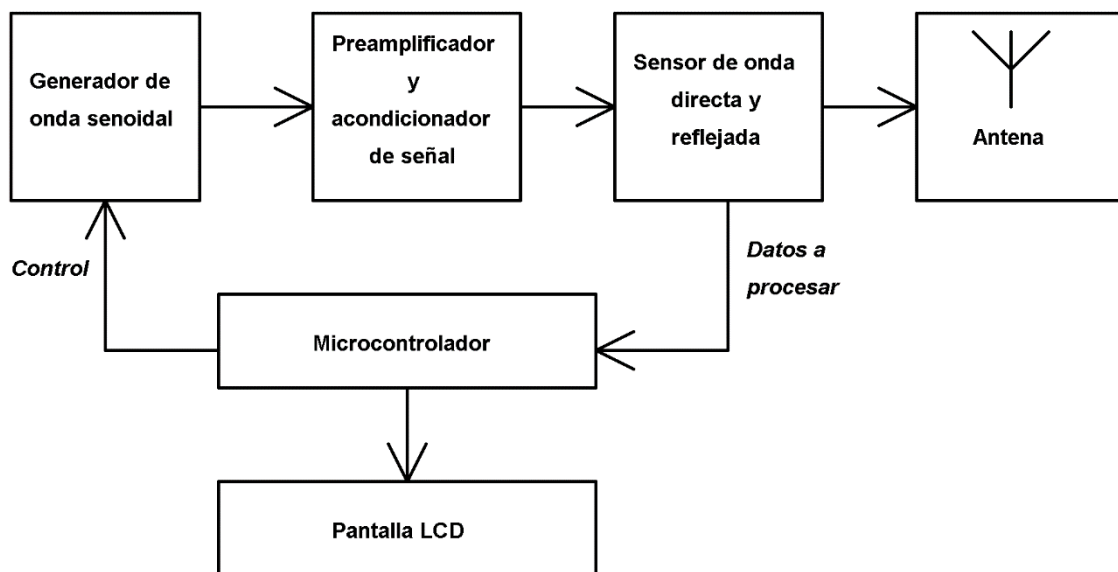 Generador de
onda senoidal
Preamplificador
y
acondicionador
de señal
Sensor de onda
directa y
reflejada
Antena
Control
Datos a
procesar
Microcontrolador
Pantalla LCD